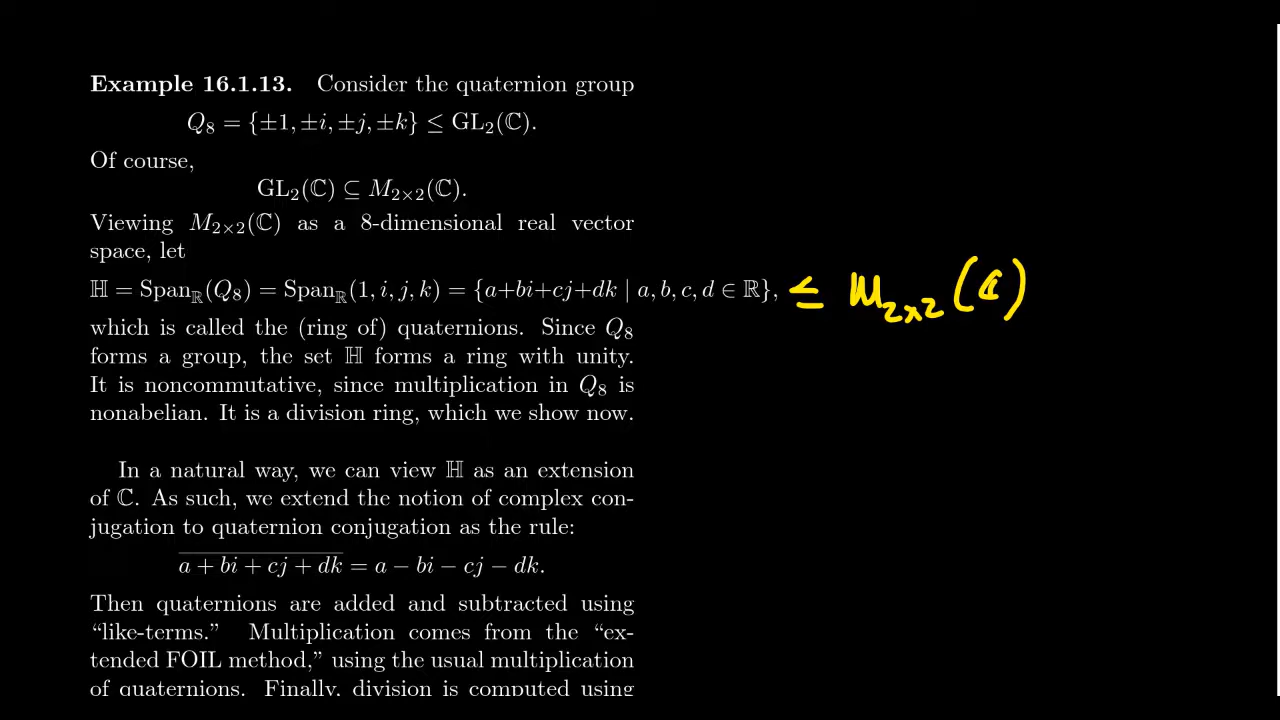 Example 16.1.13. Consider the quaternion group
Q₈ = {±1, ±i, ±j, ±k} ≤ GL₂(ℂ).
Of course,
GL₂(ℂ) ⊆ M₂ₓ₂(ℂ).
Viewing M₂ₓ₂(ℂ) as a 8-dimensional real vector
space, let
ℍ = Span_ℝ(Q₈) = Span_ℝ(1, i, j, k) = {a+bi+cj+dk | a, b, c, d ∈ ℝ}, ≤ M₂ₓ₂(ℂ)
which is called the (ring of) quaternions. Since Q₈
forms a group, the set ℍ forms a ring with unity.
It is noncommutative, since multiplication in Q₈ is
nonabelian. It is a division ring, which we show now.
In a natural way, we can view ℍ as an extension
of ℂ. As such, we extend the notion of complex con-
jugation to quaternion conjugation as the rule:
\overline{a + bi + cj + dk} = a − bi − cj − dk.
Then quaternions are added and subtracted using
“like-terms.” Multiplication comes from the “ex-
tended FOIL method,” using the usual multiplication
of quaternions. Finally, division is computed using